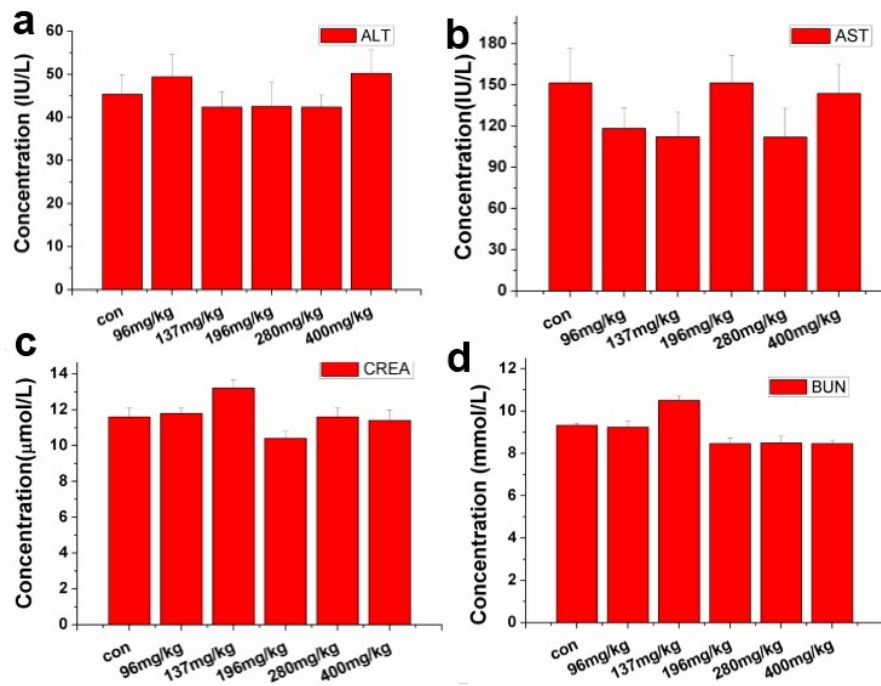 a
ALT
Concentration (IU/L)
60
50
40
30
20
10
0
con
96mg/kg
137mg/kg
196mg/kg
280mg/kg
400mg/kg
b
AST
Concentration(IU/L)
180
150
120
90
60
30
0
con
96mg/kg
137mg/kg
196mg/kg
280mg/kg
400mg/kg
c
CREA
Concentration(μmol/L)
14
12
10
8
6
4
2
0
con
96mg/kg
137mg/kg
196mg/kg
280mg/kg
400mg/kg
d
BUN
Concentration (mmol/L)
12
10
8
6
4
2
0
con
96mg/kg
137mg/kg
196mg/kg
280mg/kg
400mg/kg